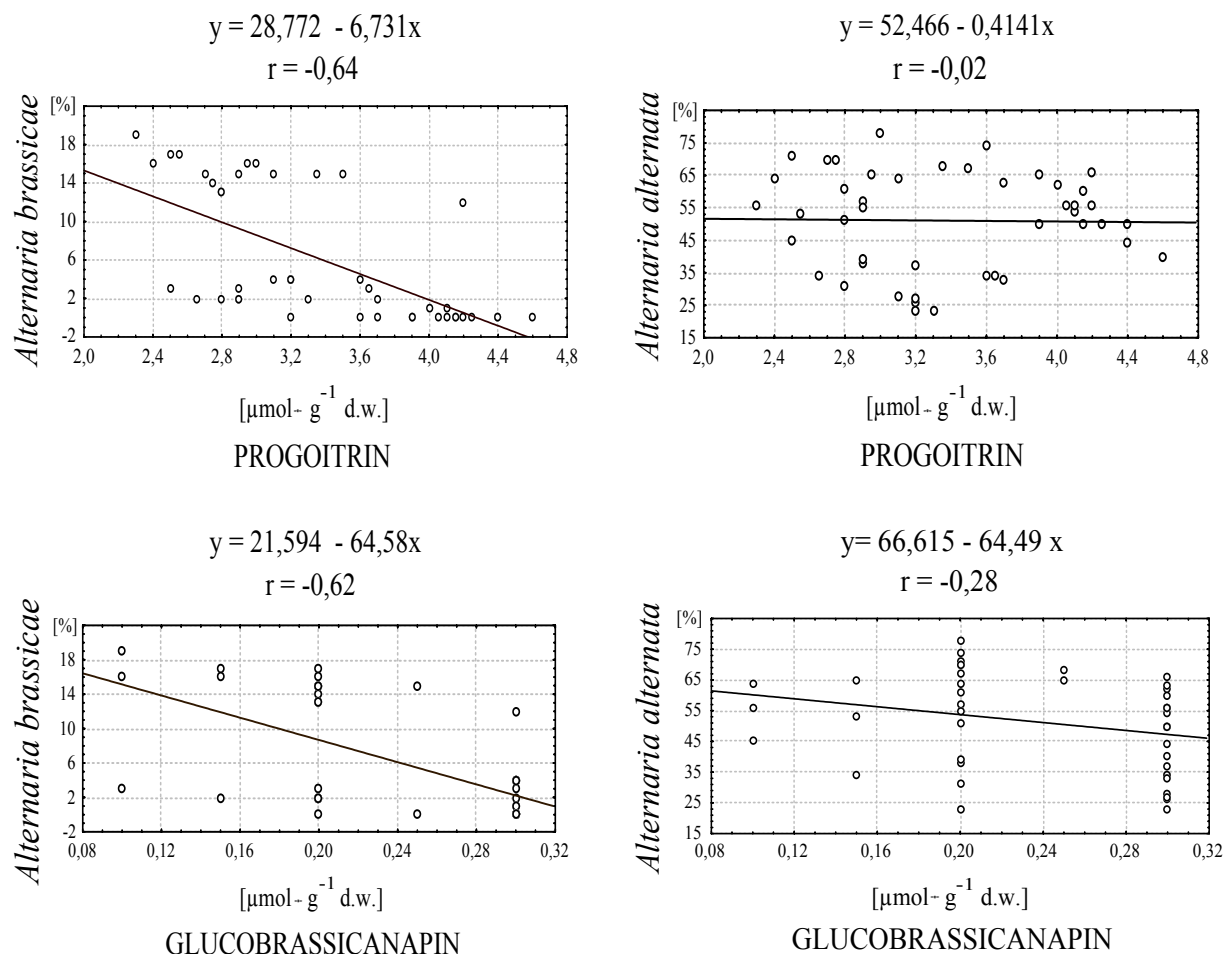 y = 28,772 - 6,731x
r = -0,64
[%]
Alternaria brassicae
18
14
10
6
2
-2
2,0 2,4 2,8 3,2 3,6 4,0 4,4 4,8
[µmol· g-1 d.w.]
PROGOITRIN
y = 52,466 - 0,4141x
r = -0,02
[%]
Alternaria alternata
75
65
55
45
35
25
15
2,0 2,4 2,8 3,2 3,6 4,0 4,4 4,8
[µmol· g-1 d.w.]
PROGOITRIN
y = 21,594 - 64,58x
r = -0,62
[%]
Alternaria brassicae
18
14
10
6
2
-2
0,08 0,12 0,16 0,20 0,24 0,28 0,32
[µmol· g-1 d.w.]
GLUCOBRASSICANAPIN
y= 66,615 - 64,49 x
r = -0,28
[%]
Alternaria alternata
75
65
55
45
35
25
15
0,08 0,12 0,16 0,20 0,24 0,28 0,32
[µmol· g-1 d.w.]
GLUCOBRASSICANAPIN